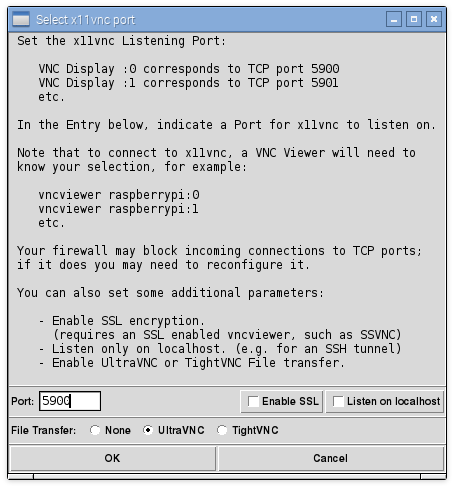 Select x11vnc port
Set the x11vnc Listening Port:
VNC Display :0 corresponds to TCP port 5900
VNC Display :1 corresponds to TCP port 5901
etc.
In the Entry below, indicate a Port for x11vnc to listen on.
Note that to connect to x11vnc, a VNC Viewer will need to
know your selection, for example:
vncviewer raspberrypi:0
vncviewer raspberrypi:1
etc.
Your firewall may block incoming connections to TCP ports;
if it does you may need to reconfigure it.
You can also set some additional parameters:
- Enable SSL encryption.
(requires an SSL enabled vncviewer, such as SSVNC)
- Listen only on localhost. (e.g. for an SSH tunnel)
- Enable UltraVNC or TightVNC File transfer.
Port: 5900 Enable SSL Listen on localhost
File Transfer: None UltraVNC TightVNC
OK Cancel